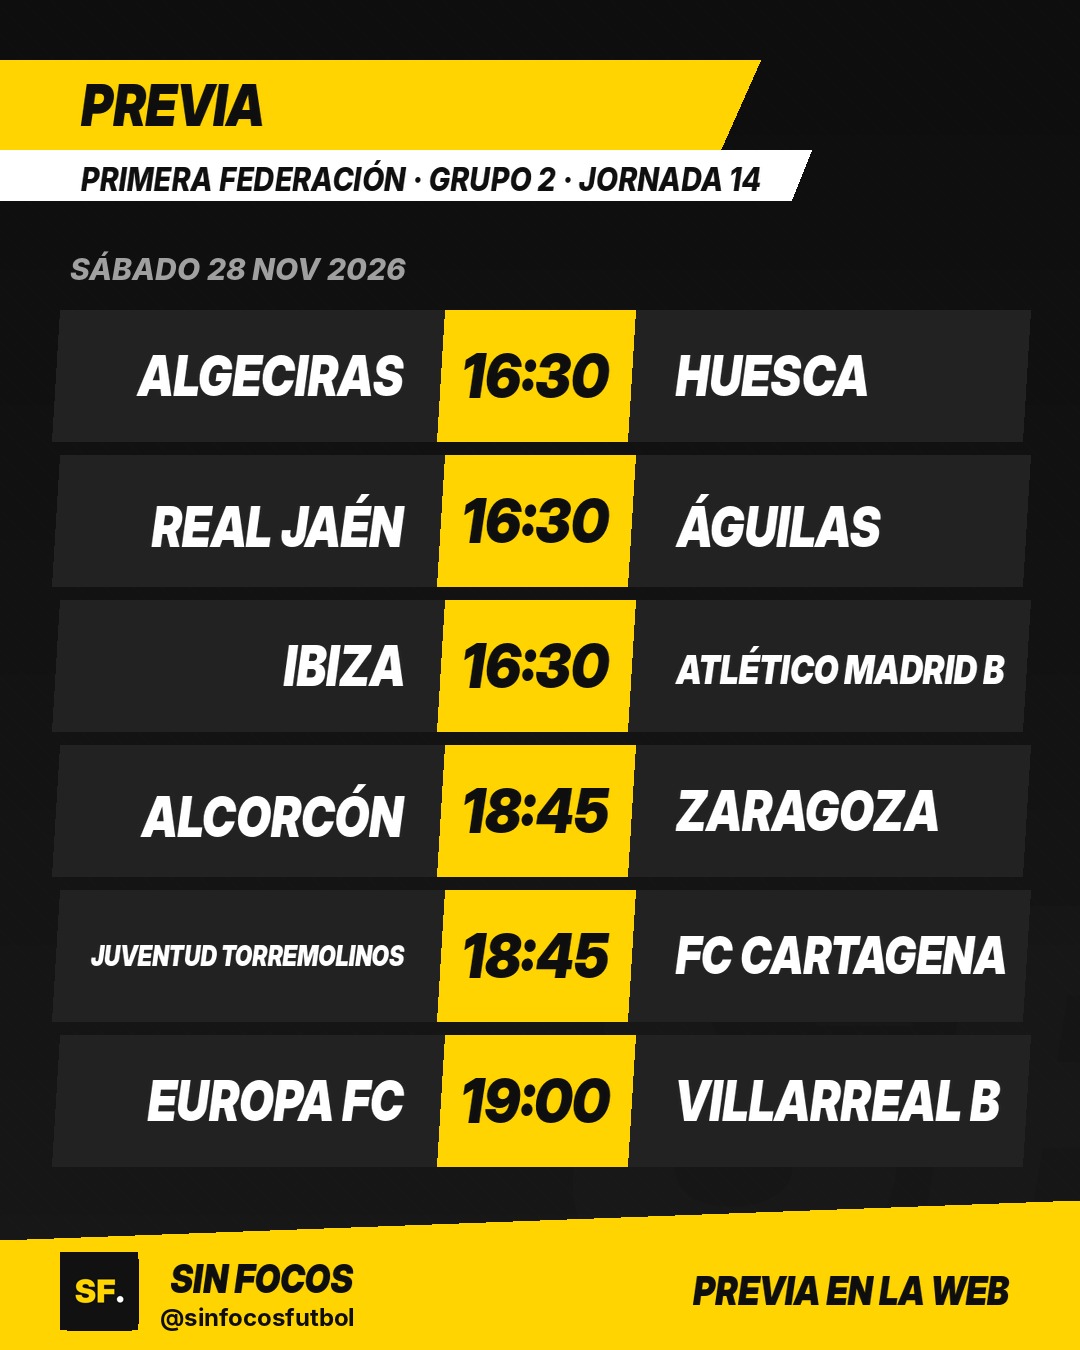 PREVIA
PRIMERA FEDERACIÓN · GRUPO 2 · JORNADA 14
SÁBADO 28 NOV 2026
ALGECIRAS 16:30 HUESCA
REAL JAÉN 16:30 ÁGUILAS
IBIZA 16:30 ATLÉTICO MADRID B
ALCORCÓN 18:45 ZARAGOZA
JUVENTUD TORREMOLINOS 18:45 FC CARTAGENA
EUROPA FC 19:00 VILLARREAL B
SF.
SIN FOCOS
@sinfocosfutbol
PREVIA EN LA WEB